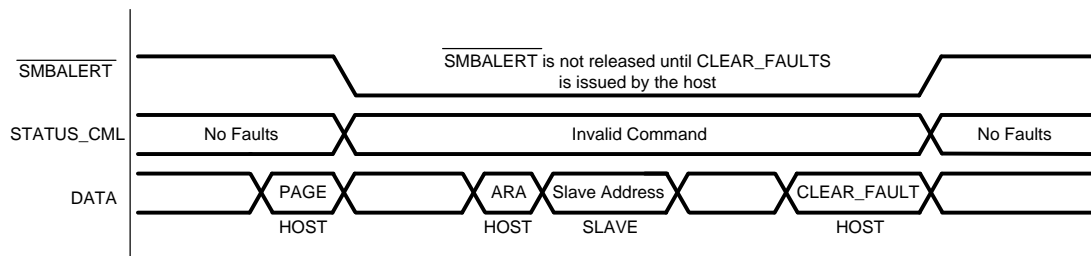 SMBALERT
SMBALERT is not released until CLEAR_FAULTS
is issued by the host
STATUS_CML
No Faults
Invalid Command
No Faults
DATA
PAGE
ARA
Slave Address
CLEAR_FAULT
HOST
HOST
SLAVE
HOST